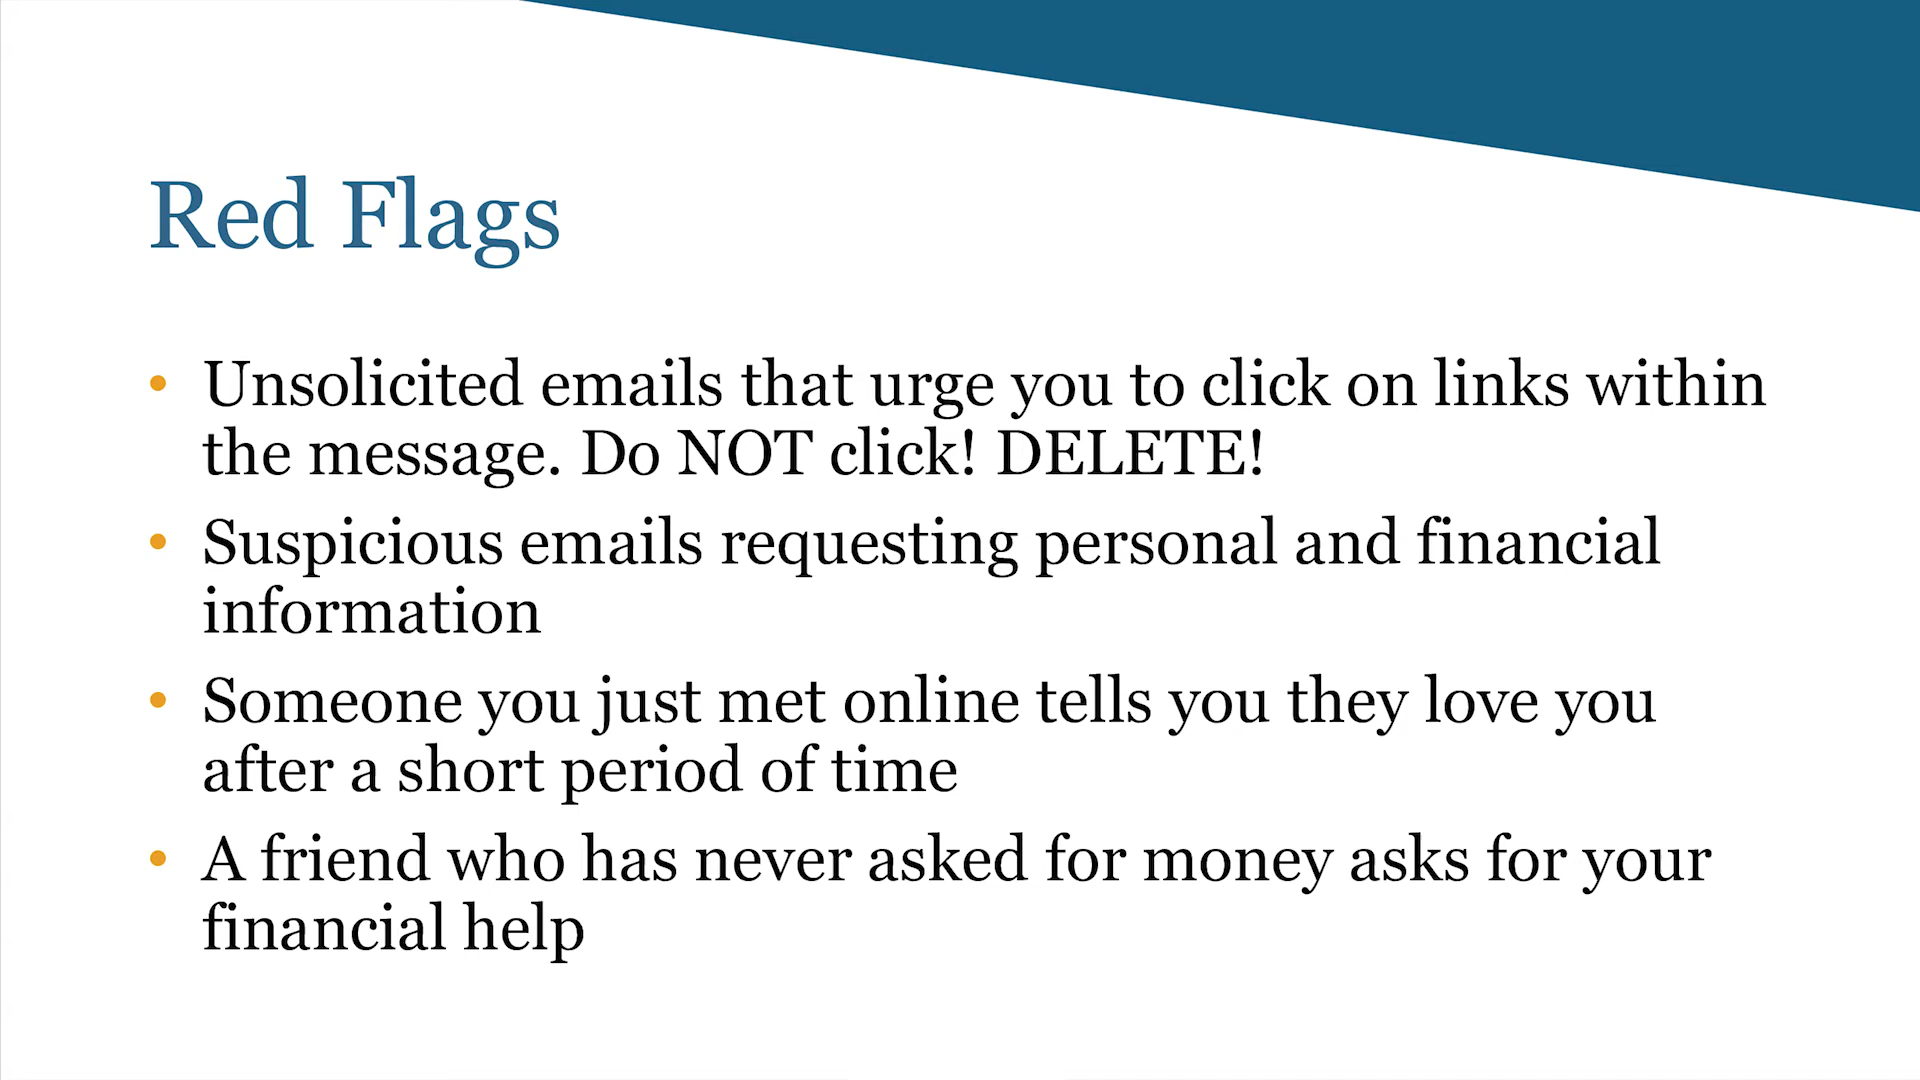 Red Flags
• Unsolicited emails that urge you to click on links within
the message. Do NOT click! DELETE!
• Suspicious emails requesting personal and financial
information
• Someone you just met online tells you they love you
after a short period of time
• A friend who has never asked for money asks for your
financial help